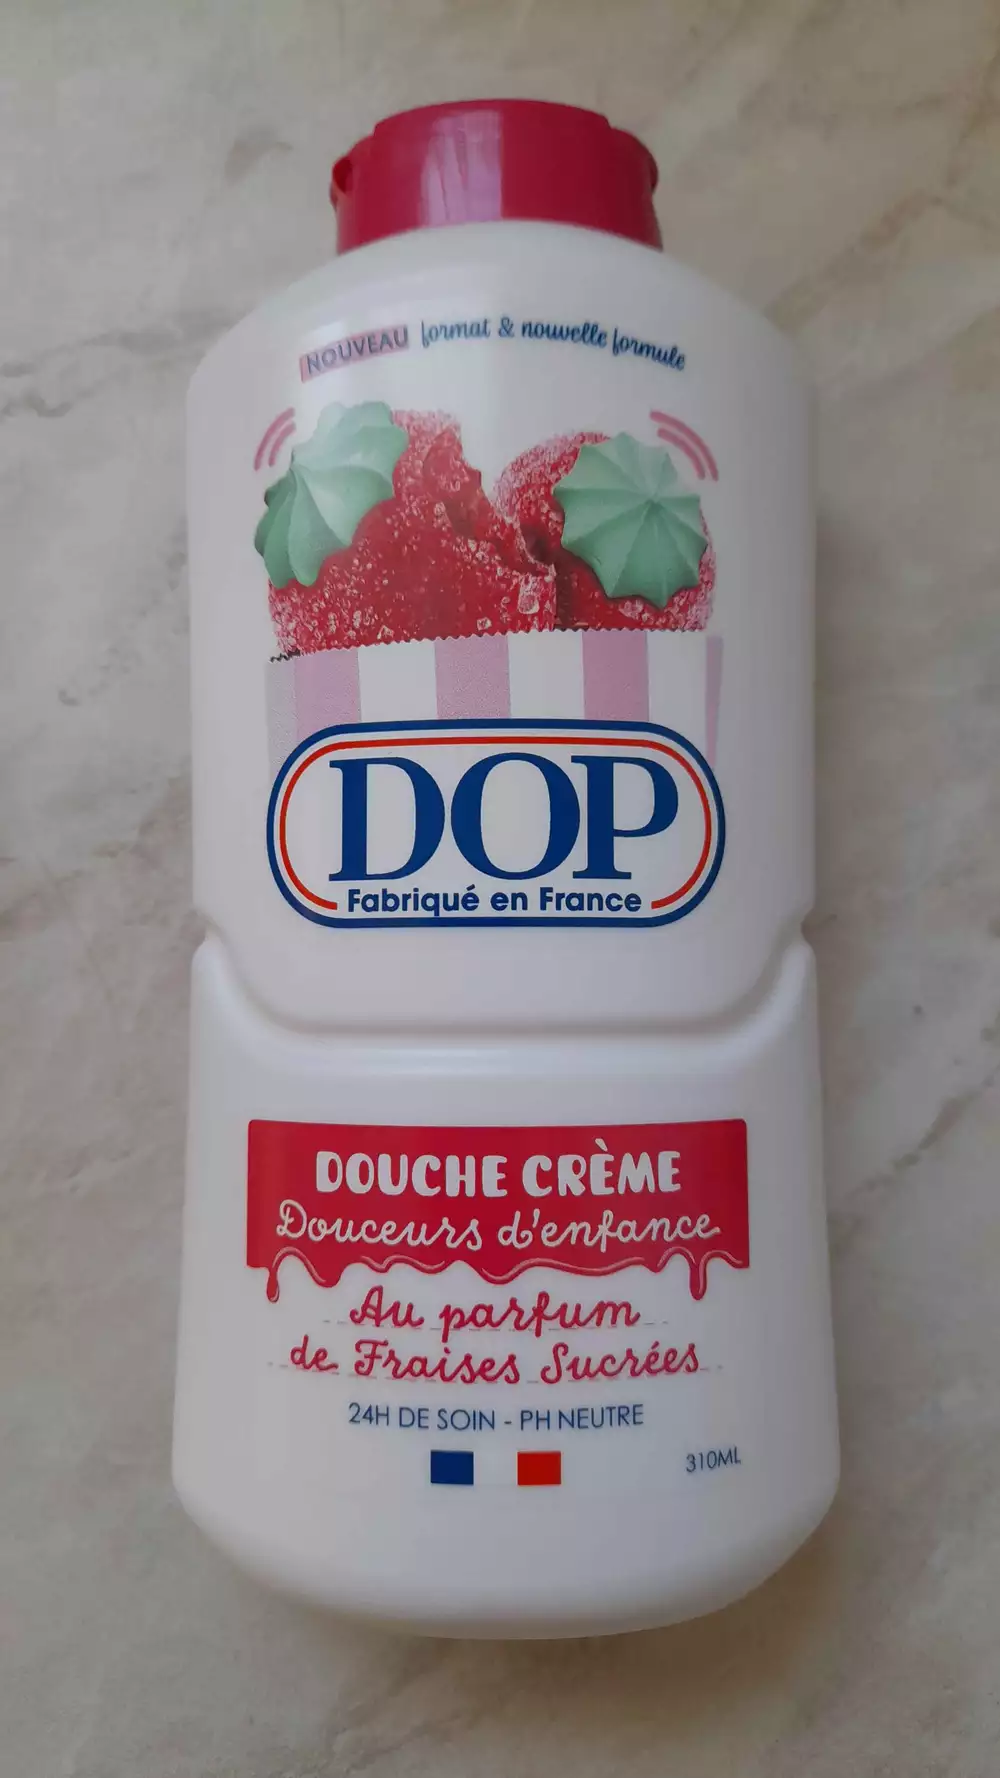 NOUVEAU format & nouvelle formule
DOP
Fabriqué en France
DOUCHE CRÈME
Douceurs d'enfance
Au parfum
de Fraises Sucrées
24H DE SOIN - PH NEUTRE
310ML